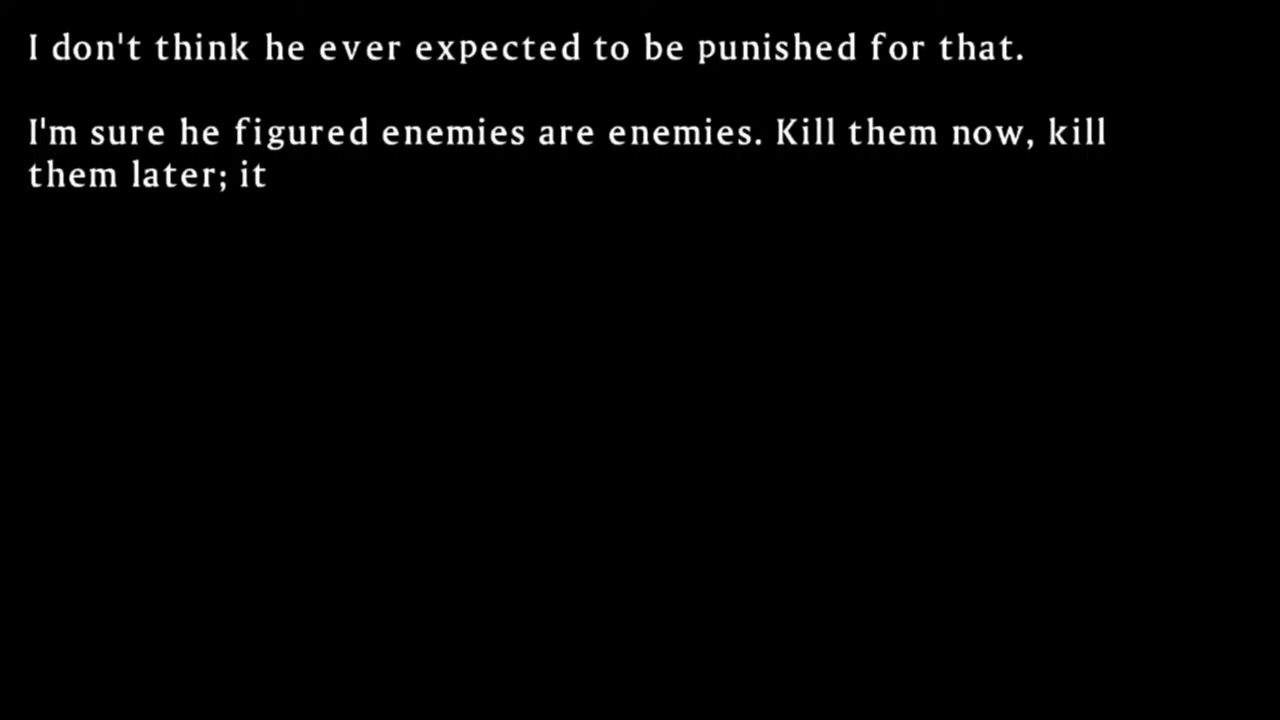 I don't think he ever expected to be punished for that.
I'm sure he figured enemies are enemies. Kill them now, kill
them later; it